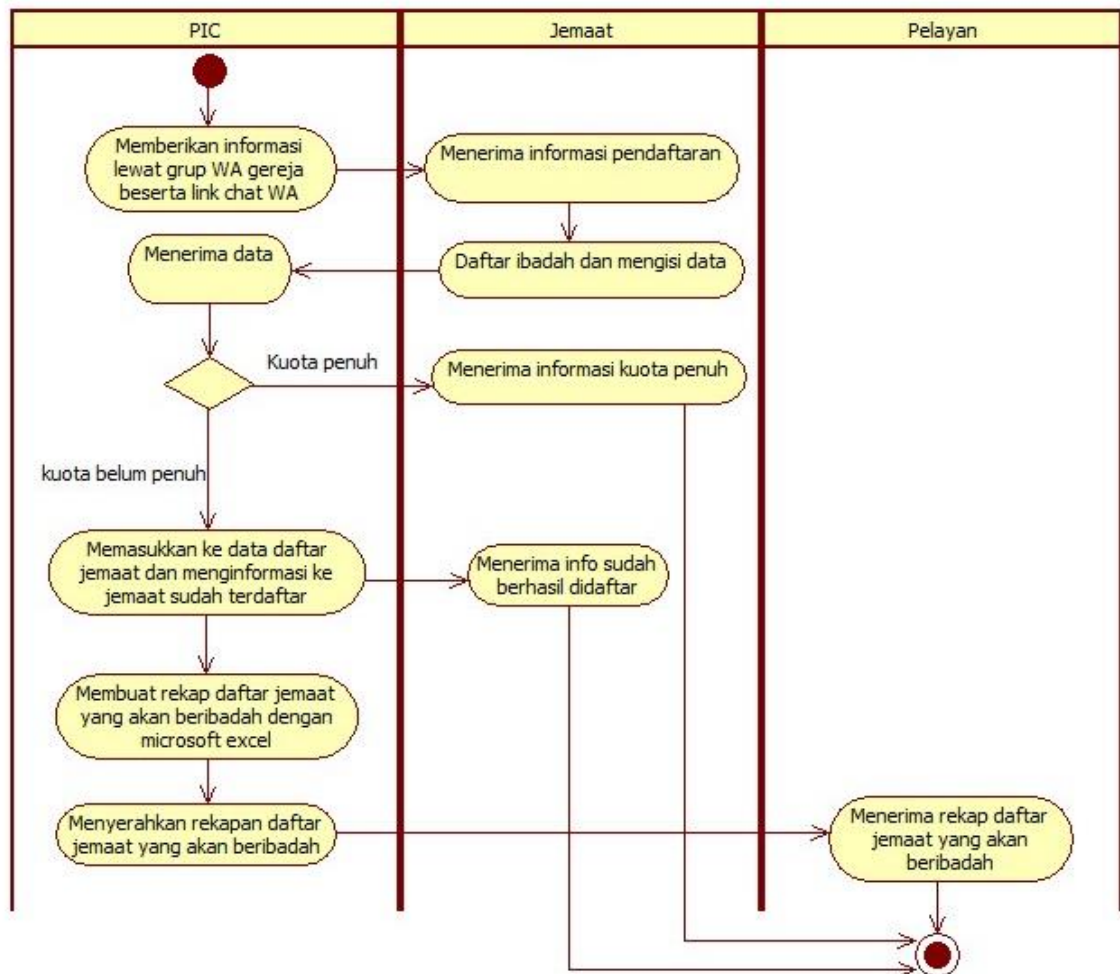 PIC
Jemaat
Pelayan
Memberikan informasi
lewat grup WA gereja
beserta link chat WA
Menerima informasi pendaftaran
Menerima data
Daftar ibadah dan mengisi data
Kuota penuh
Menerima informasi kuota penuh
kuota belum penuh
Memasukkan ke data daftar
jemaat dan menginformasi ke
jemaat sudah terdaftar
Menerima info sudah
berhasil didaftar
Membuat rekap daftar jemaat
yang akan beribadah dengan
microsoft excel
Menyerahkan rekapan daftar
jemaat yang akan beribadah
Menerima rekap daftar
jemaat yang akan
beribadah